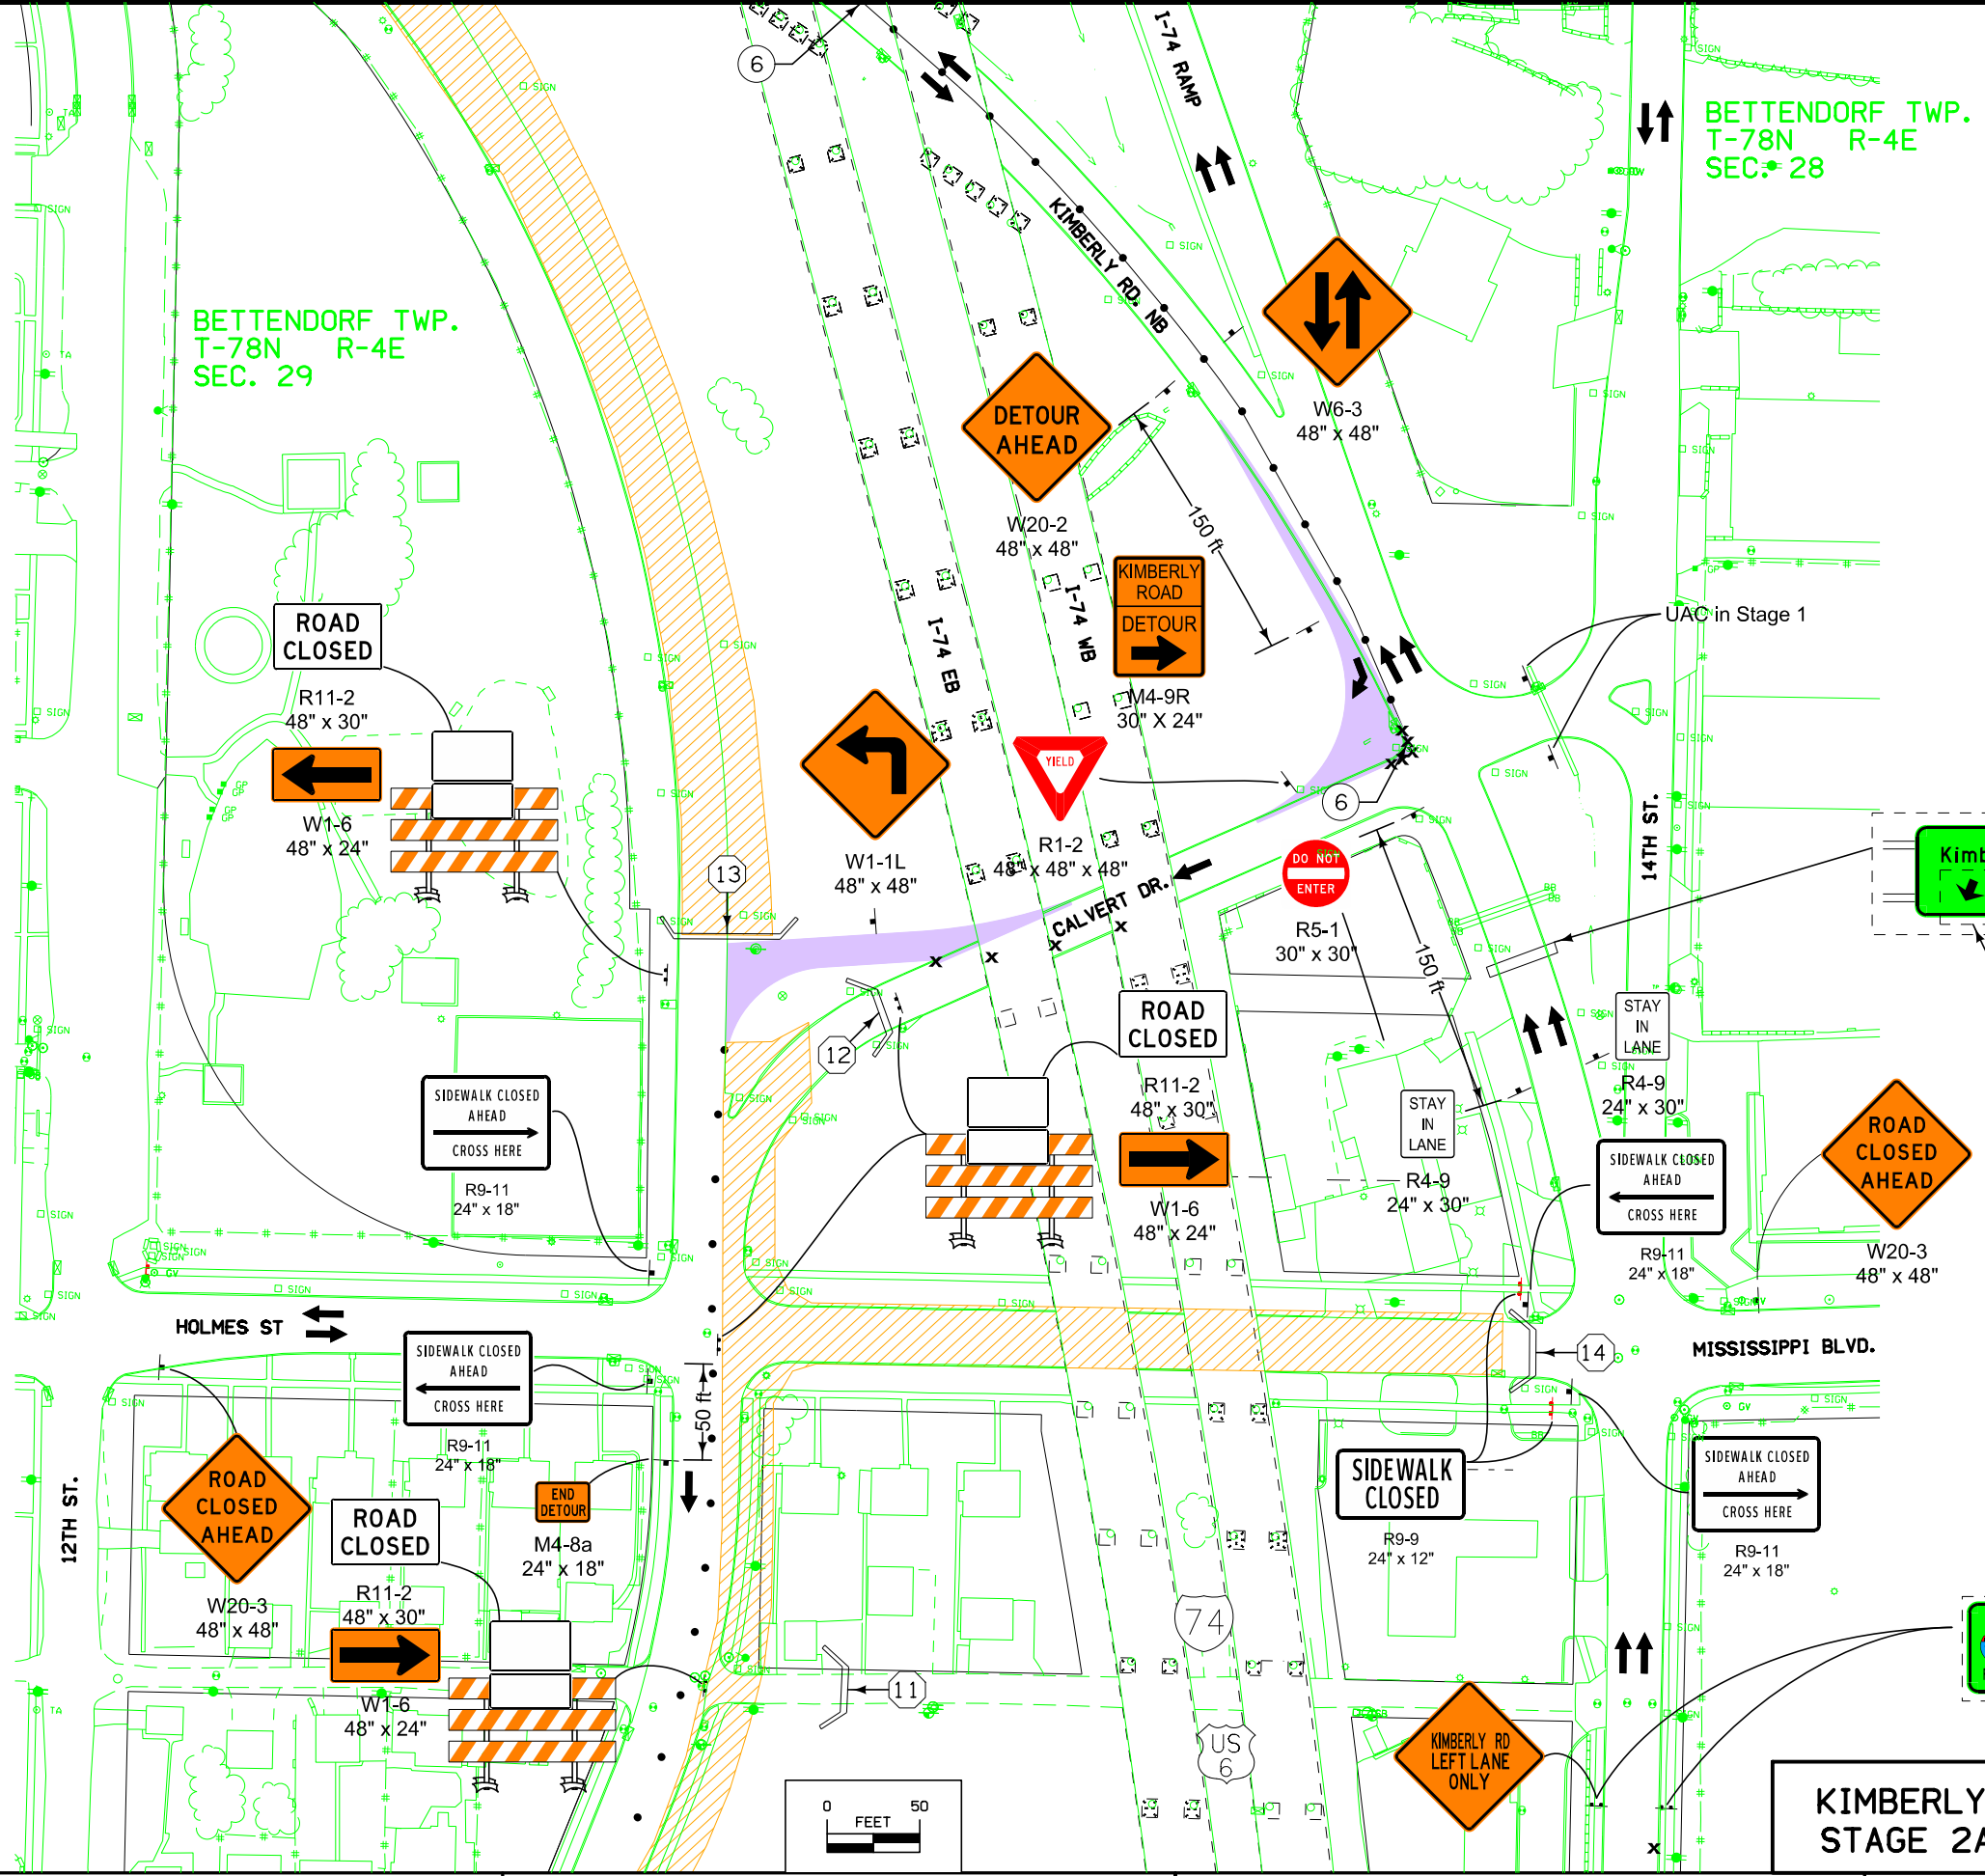 I-74 RAMP
6
SIGN
BETTENDORF TWP.
T-78N R-4E
SEC. 28
BETTENDORF TWP.
T-78N R-4E
SEC. 29
KIMBERLY RD. NB
W6-3
48" x 48"
DETOUR
AHEAD
W20-2
48" x 48"
150 ft
KIMBERLY
ROAD
DETOUR
M4-9R
30" X 24"
UAC in Stage 1
I-74 EB
I-74 WB
ROAD
CLOSED
R11-2
48" x 30"
W1-6
48" x 24"
W1-1L
48" x 48"
YIELD
R1-2
48" x 48" x 48"
6
13
CALVERT DR.
DO NOT
ENTER
R5-1
30" x 30"
150 ft
14TH ST.
Kimb
12
ROAD
CLOSED
R11-2
48" x 30"
W1-6
48" x 24"
STAY
IN
LANE
R4-9
24" x 30"
STAY
IN
LANE
R4-9
24" x 30"
SIDEWALK CLOSED
AHEAD
CROSS HERE
R9-11
24" x 18"
SIDEWALK CLOSED
AHEAD
CROSS HERE
R9-11
24" x 18"
ROAD
CLOSED
AHEAD
W20-3
48" x 48"
HOLMES ST
MISSISSIPPI BLVD.
14
SIDEWALK CLOSED
AHEAD
CROSS HERE
R9-11
24" x 18"
50 ft
12TH ST.
ROAD
CLOSED
AHEAD
W20-3
48" x 48"
ROAD
CLOSED
R11-2
48" x 30"
W1-6
48" x 24"
END
DETOUR
M4-8a
24" x 18"
SIDEWALK
CLOSED
R9-9
24" x 12"
SIDEWALK CLOSED
AHEAD
CROSS HERE
R9-11
24" x 18"
74
11
US
6
KIMBERLY RD
LEFT LANE
ONLY
0 50
FEET
KIMBERLY
STAGE 2A